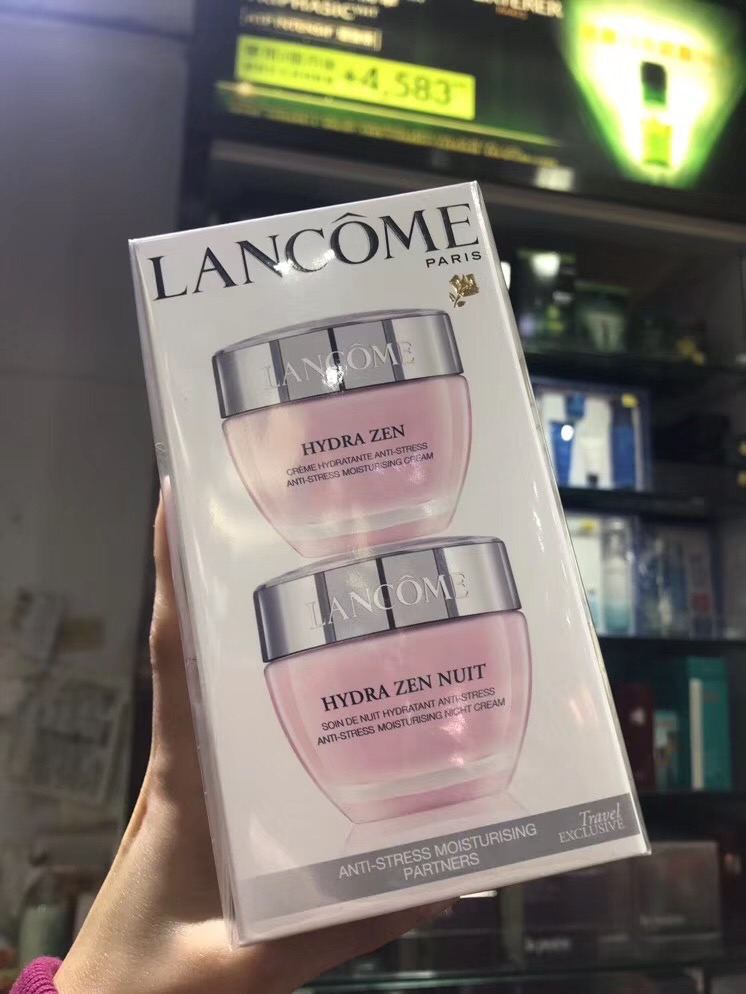 +4,583
LANCÔME
PARIS
LANCÔME
HYDRA ZEN
CRÈME HYDRATANTE ANTI-STRESS
ANTI-STRESS MOISTURISING CREAM
LANCÔME
HYDRA ZEN NUIT
SOIN DE NUIT HYDRATANT ANTI-STRESS
ANTI-STRESS MOISTURISING NIGHT CREAM
ANTI-STRESS MOISTURISING
PARTNERS
Travel
EXCLUSIVE